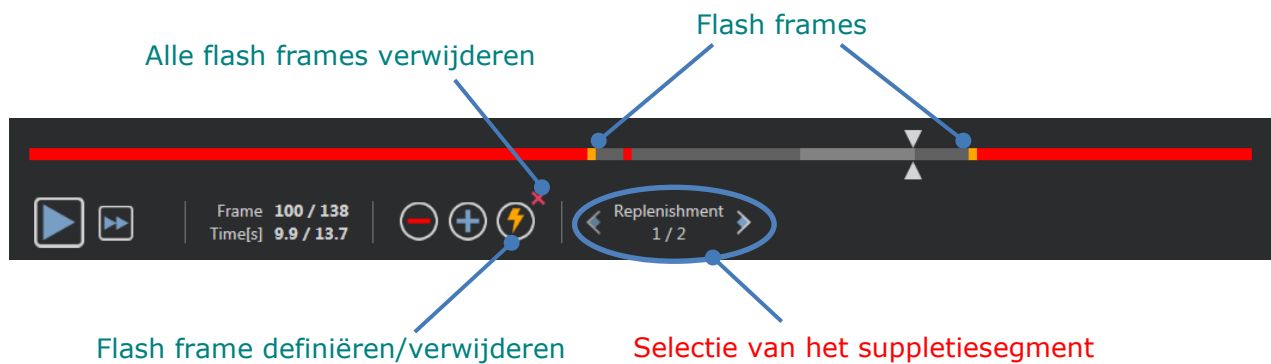 Flash frames
Alle flash frames verwijderen
Frame 100 / 138
Time[s] 9.9 / 13.7
Replenishment
1 / 2
Flash frame definiëren/verwijderen
Selectie van het suppletiesegment